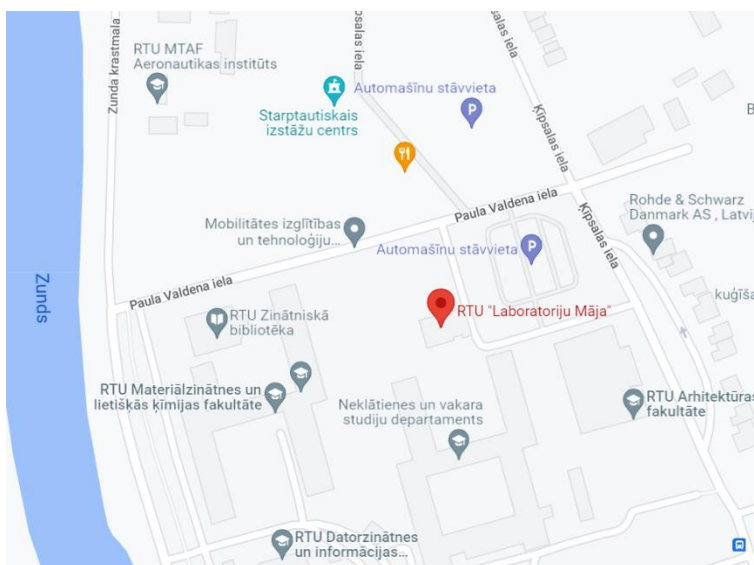 Zunda krastmala
RTU MTAF
Aeronautikas institūts
Ķīpsalas iela
Automašīnu stāvvieta
P
Starptautiskais
izstāžu centrs
Ķīpsalas iela
B
Paula Valdena iela
Mobilitātes izglītības
un tehnoloģiju...
Automašīnu stāvvieta
P
Ķīpsalas iela
Rohde & Schwarz
Danmark AS , Latvij
Zunds
Paula Valdena iela
kuģīša
RTU "Laboratoriju Māja"
RTU Zinātniskā
bibliotēka
RTU Materiālzinātnes un
lietišķās ķīmijas fakultāte
Neklātienes un vakara
studiju departaments
RTU Arhitektūras
fakultāte
RTU Datorzinātnes
un informācijas...